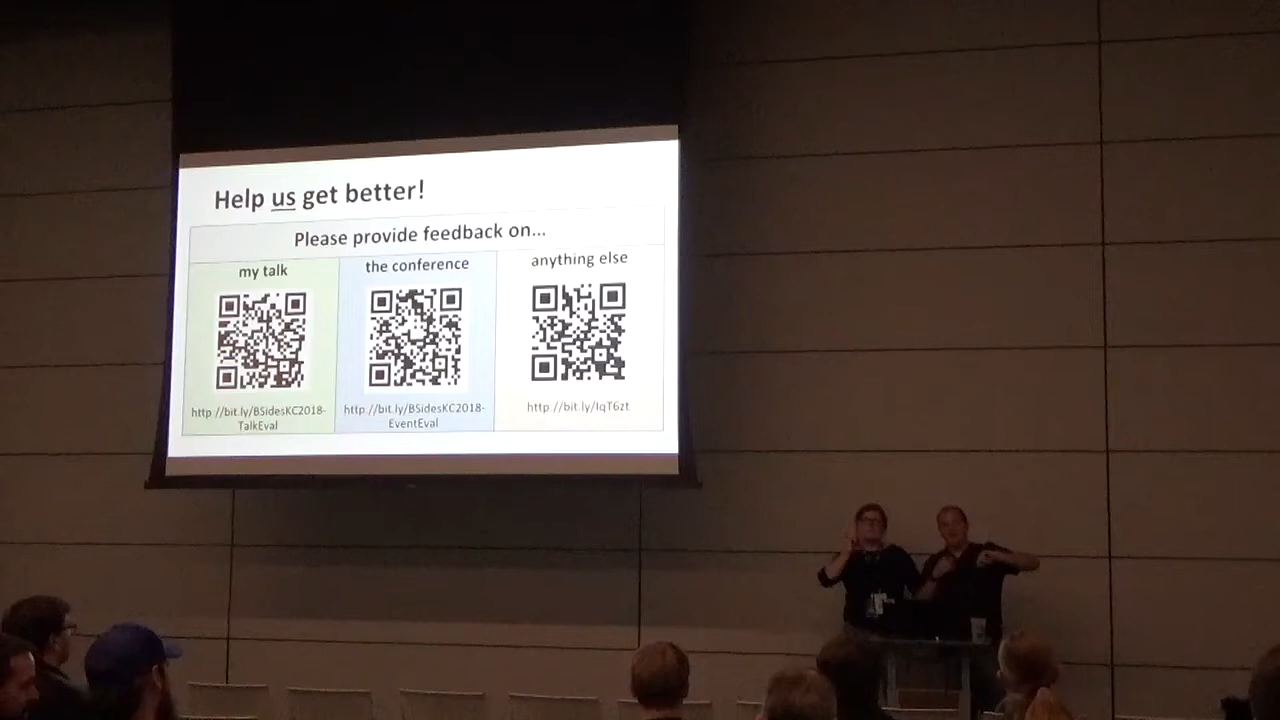 Help us get better!
Please provide feedback on...
my talk
http://bit.ly/BSidesKC2018-
TalkEval
the conference
http://bit.ly/BSidesKC2018-
EventEval
anything else
http://bit.ly/IqT6zt